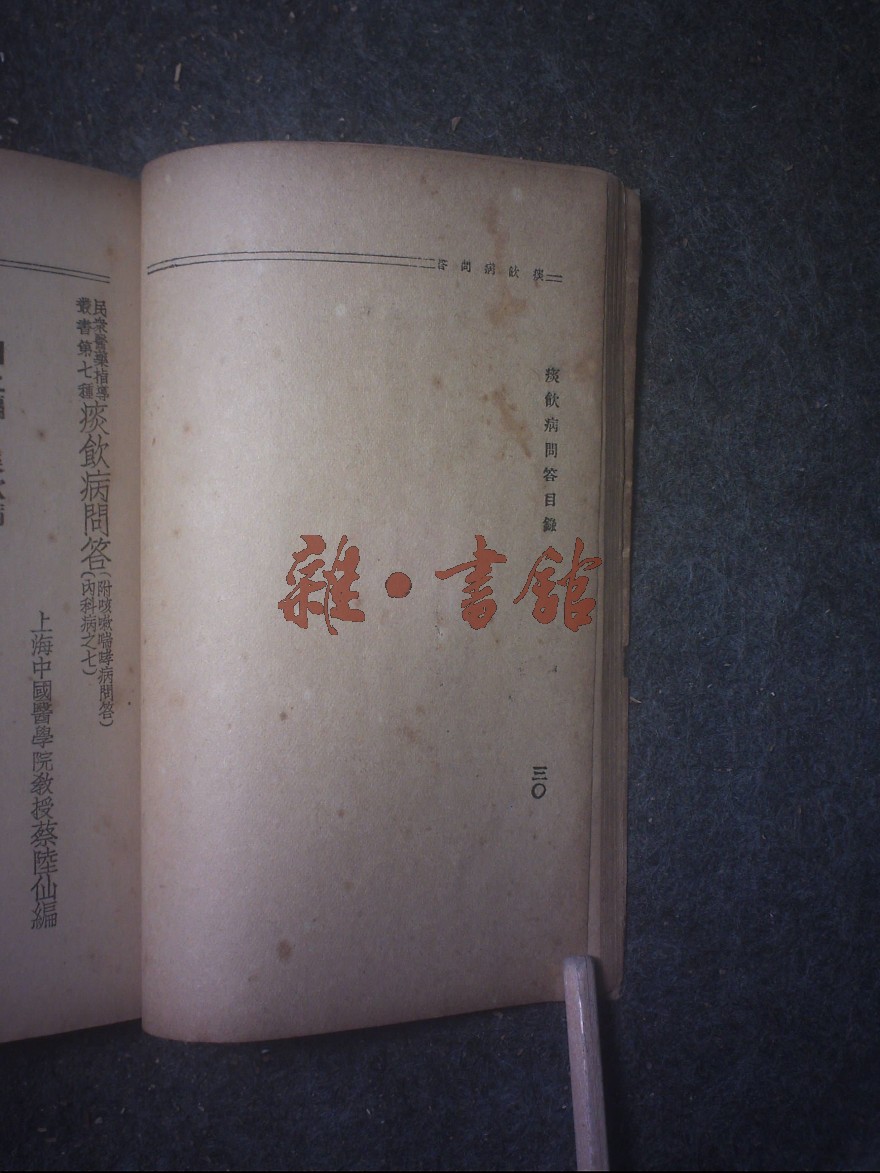 痰飲病問答
痰飲病問答目錄
三〇
雜·書館
民衆醫藥指導
叢書第七種
痰飲病問答
(附咳嗽喘哮病問答)
(內科病之七)
上海中國醫學院教授蔡陸仙編